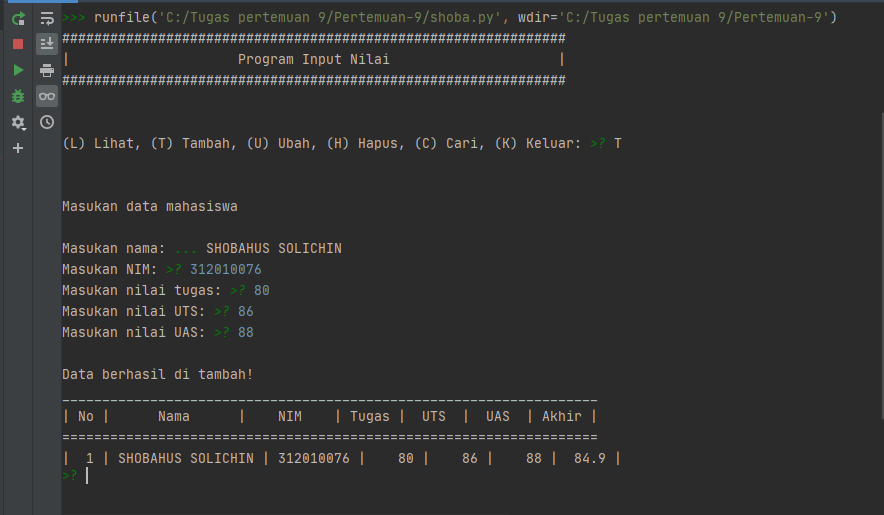 >>> runfile('C:/Tugas pertemuan 9/Pertemuan-9/shoba.py', wdir='C:/Tugas pertemuan 9/Pertemuan-9')
###############################################################
|                     Program Input Nilai                     |
###############################################################
(L) Lihat, (T) Tambah, (U) Ubah, (H) Hapus, (C) Cari, (K) Keluar: >? T
Masukan data mahasiswa
Masukan nama: ... SHOBAHUS SOLICHIN
Masukan NIM: >? 312010076
Masukan nilai tugas: >? 80
Masukan nilai UTS: >? 86
Masukan nilai UAS: >? 88
Data berhasil di tambah!
___________________________________________________________________
| No |      Nama      |    NIM    | Tugas |  UTS  |  UAS  | Akhir |
===================================================================
|  1 | SHOBAHUS SOLICHIN | 312010076 |    80 |    86 |    88 |  84.9 |
>?